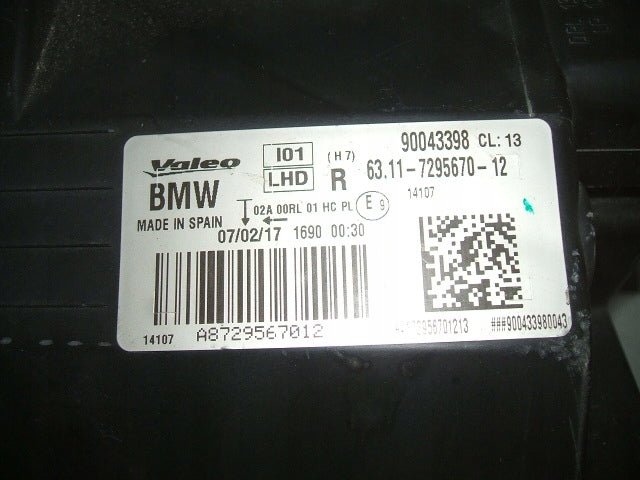 Valeo I01 (H7) 90043398 CL: 13
BMW LHD R 63.11-7295670-12
MADE IN SPAIN 02A 00RL 01 HC PL E 9 14107
07/02/17 1690 00:30
14107 A8729567012 8729567012​13 ###900433980043